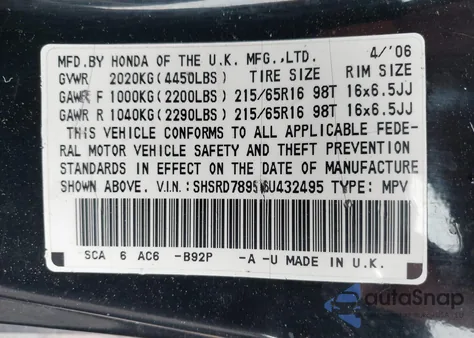 MFD.BY HONDA OF THE U.K. MFG.,LTD. 4/'06
GVWR 2020KG(4450LBS) TIRE SIZE RIM SIZE
GAWR F 1000KG(2200LBS) 215/65R16 98T 16x6.5JJ
GAWR R 1040KG(2290LBS) 215/65R16 98T 16x6.5JJ
THIS VEHICLE CONFORMS TO ALL APPLICABLE FEDE-
RAL MOTOR VEHICLE SAFETY AND THEFT PREVENTION
STANDARDS IN EFFECT ON THE DATE OF MANUFACTURE
SHOWN ABOVE. V.I.N.: SHSRD78956U432495 TYPE: MPV
SCA 6 AC6 -B92P -A -U MADE IN U.K.
autoSnap